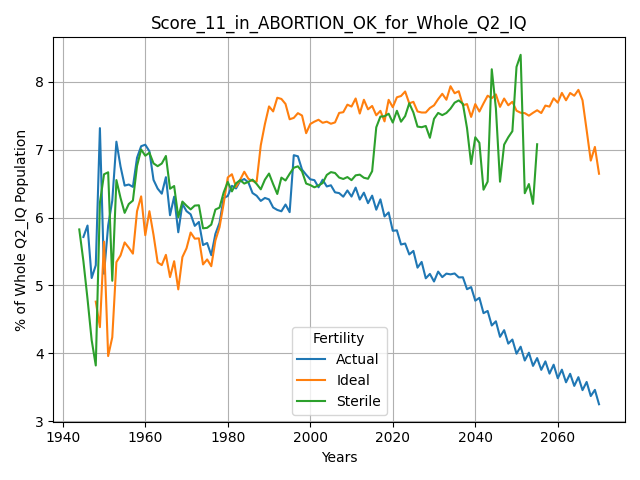 Score_11_in_ABORTION_OK_for_Whole_Q2_IQ
% of Whole Q2_IQ Population
8
7
6
5
4
3
Fertility
Actual
Ideal
Sterile
1940 1960 1980 2000 2020 2040 2060
Years